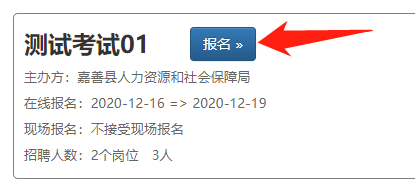 测试考试01 报名 »
主办方：嘉善县人力资源和社会保障局
在线报名：2020-12-16 => 2020-12-19
现场报名：不接受现场报名
招聘人数：2个岗位 3人